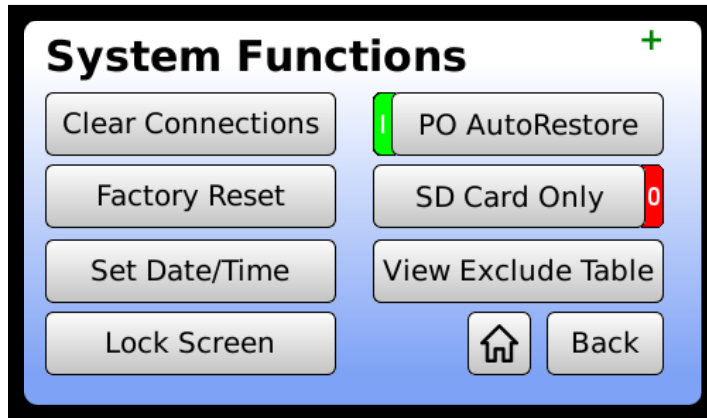 System Functions
+
Clear Connections
I PO AutoRestore
Factory Reset
SD Card Only 0
Set Date/Time
View Exclude Table
Lock Screen
Back